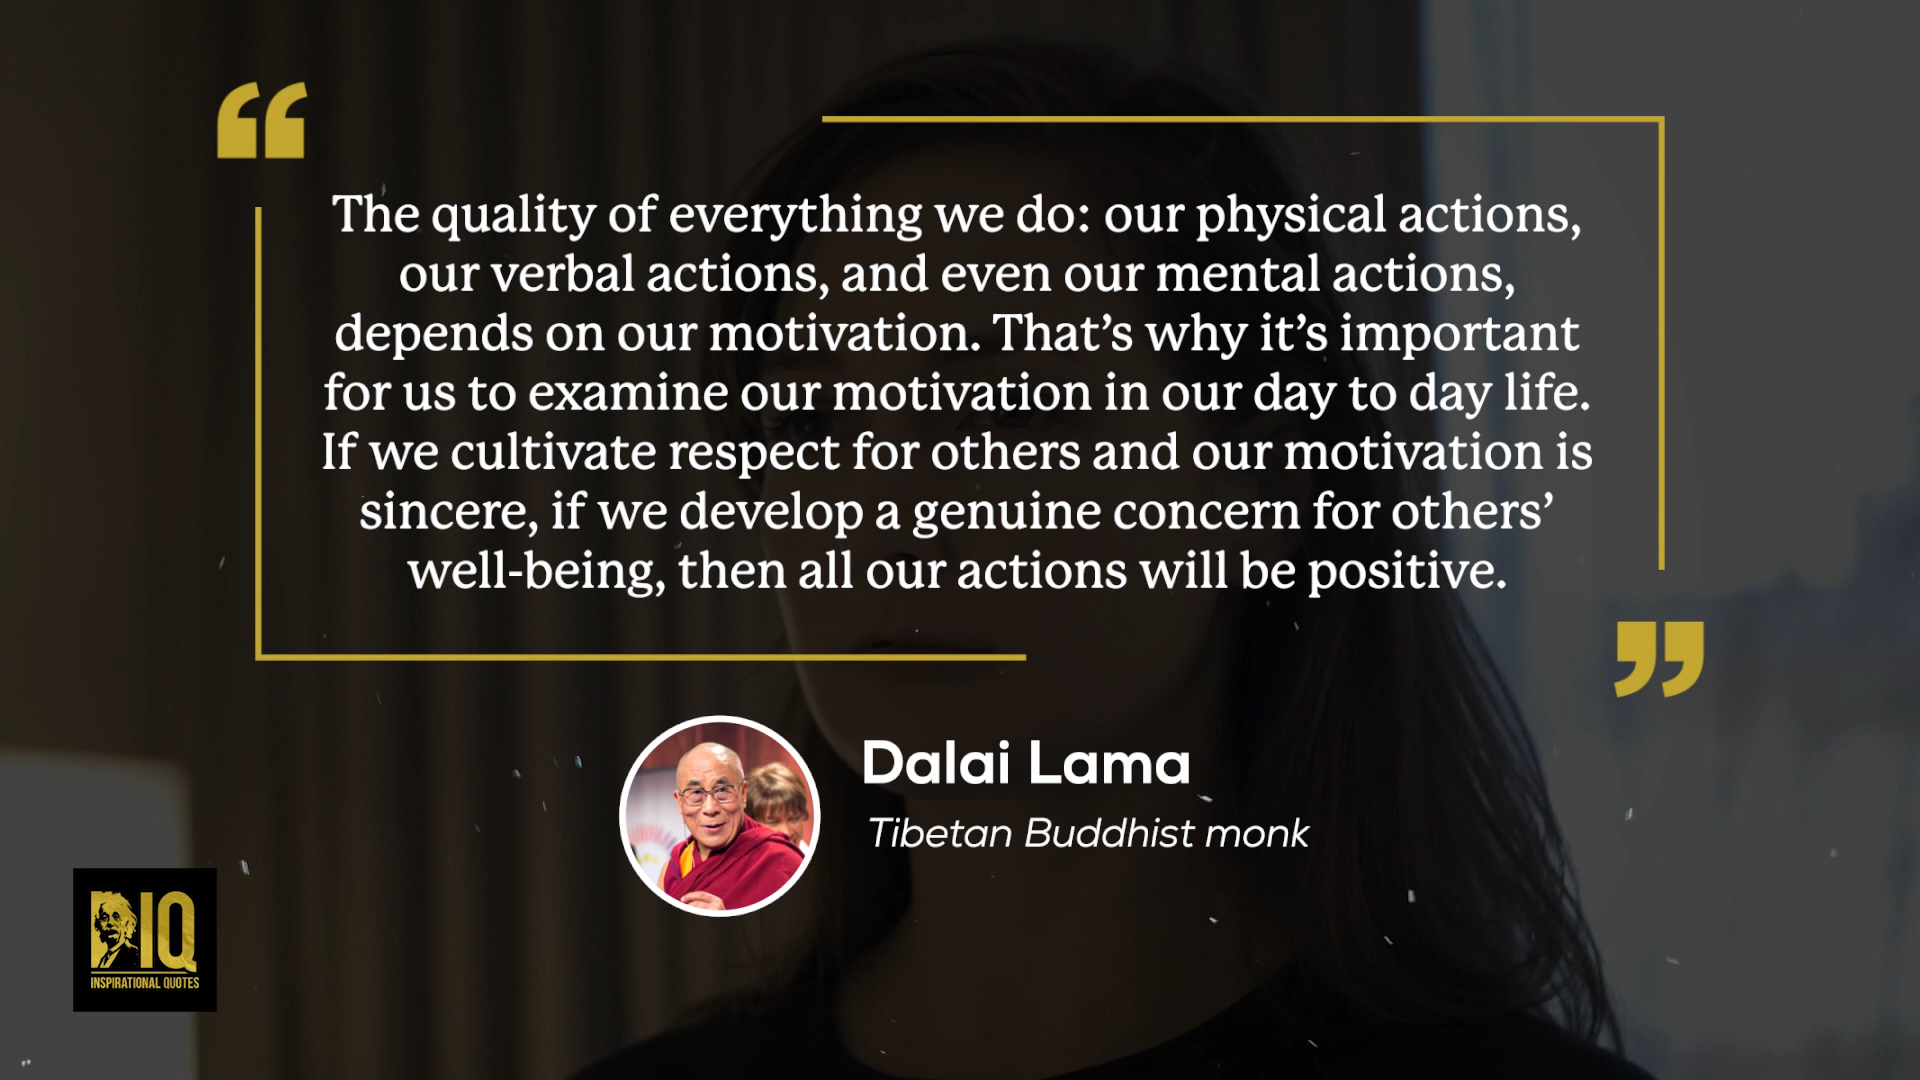 The quality of everything we do: our physical actions,
our verbal actions, and even our mental actions,
depends on our motivation. That’s why it’s important
for us to examine our motivation in our day to day life.
If we cultivate respect for others and our motivation is
sincere, if we develop a genuine concern for others’
well-being, then all our actions will be positive.
Dalai Lama
Tibetan Buddhist monk
IQ
INSPIRATIONAL QUOTES